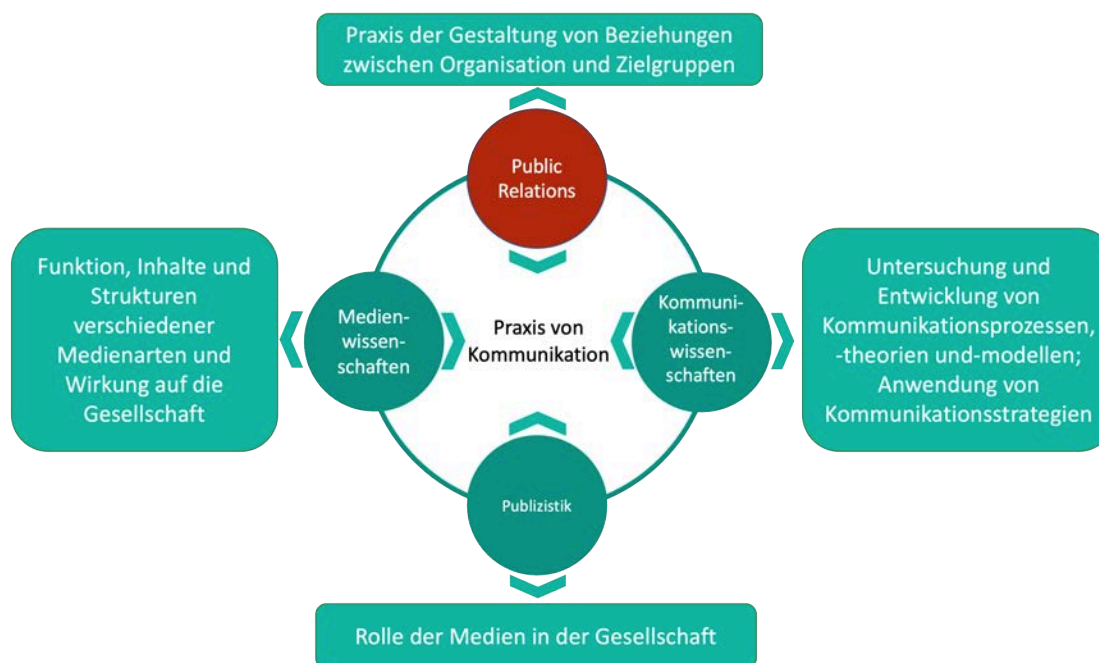 Praxis der Gestaltung von Beziehungen
zwischen Organisation und Zielgruppen
Public
Relations
Funktion, Inhalte und
Strukturen
verschiedener
Medienarten und
Wirkung auf die
Gesellschaft
Medien-
wissen-
schaften
Praxis von
Kommunikation
Kommuni-
kations-
wissen-
schaften
Untersuchung und
Entwicklung von
Kommunikationsprozessen,
-theorien und-modellen;
Anwendung von
Kommunikationsstrategien
Publizistik
Rolle der Medien in der Gesellschaft